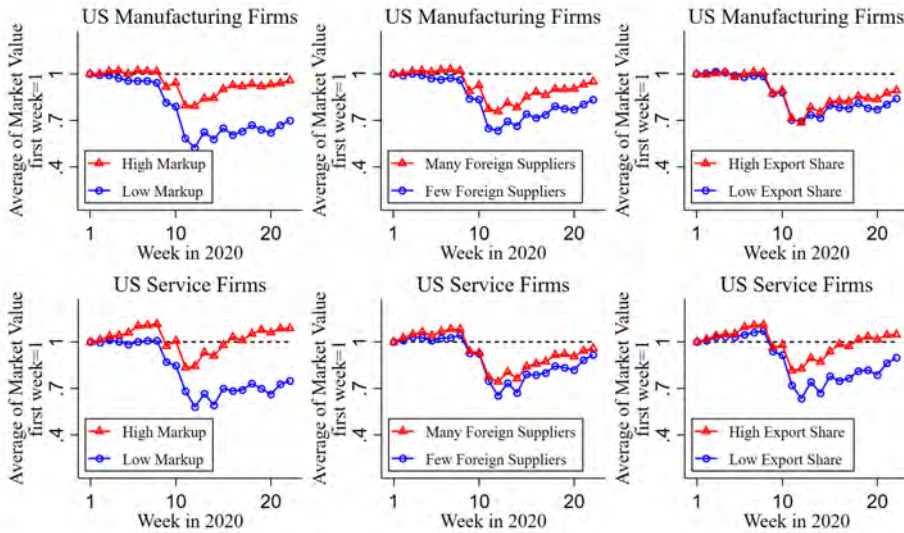 US Manufacturing Firms
Average of Market Value
first week=1
1
.7
.4
High Markup
Low Markup
1
10
20
Week in 2020
US Manufacturing Firms
Average of Market Value
first week=1
1
.7
.4
Many Foreign Suppliers
Few Foreign Suppliers
1
10
20
Week in 2020
US Manufacturing Firms
Average of Market Value
first week=1
1
.7
.4
High Export Share
Low Export Share
1
10
20
Week in 2020
US Service Firms
Average of Market Value
first week=1
1
.7
.4
High Markup
Low Markup
1
10
20
Week in 2020
US Service Firms
Average of Market Value
first week=1
1
.7
.4
Many Foreign Suppliers
Few Foreign Suppliers
1
10
20
Week in 2020
US Service Firms
Average of Market Value
first week=1
1
.7
.4
High Export Share
Low Export Share
1
10
20
Week in 2020